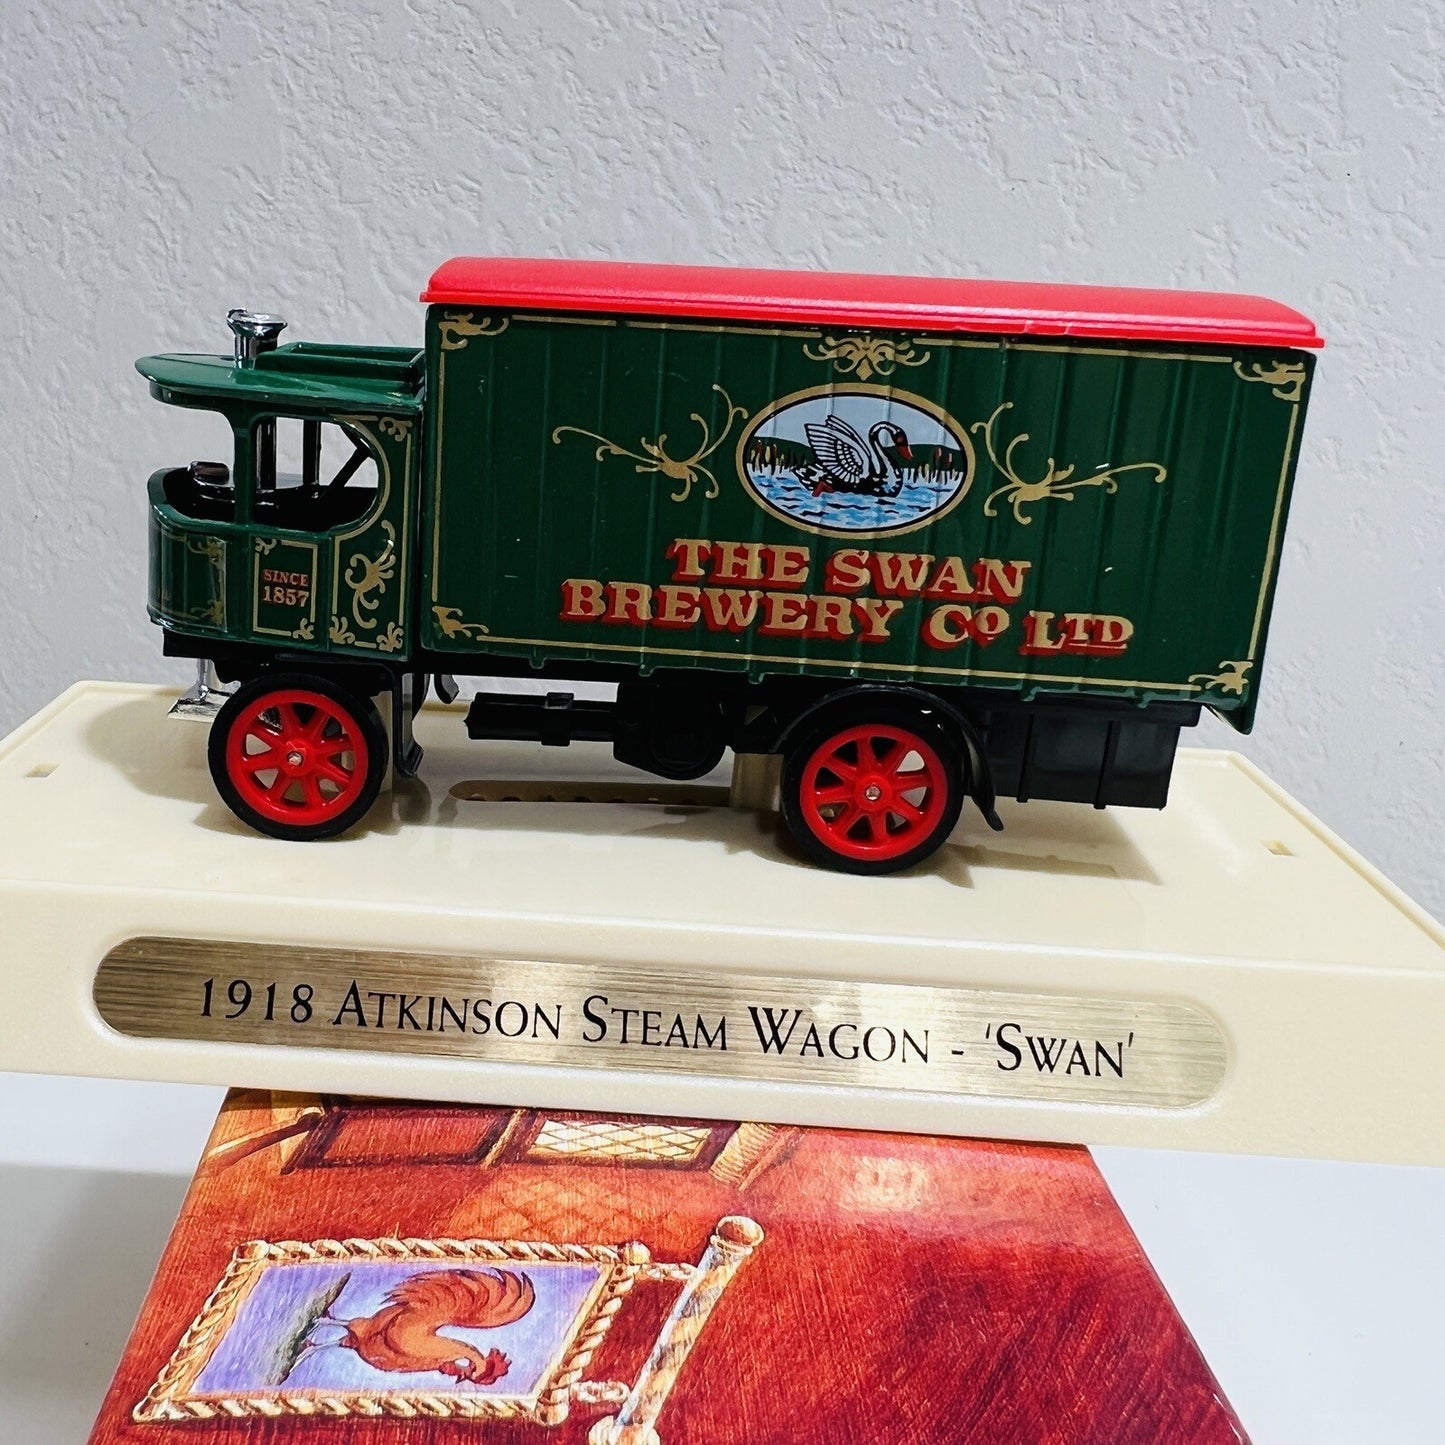 THE SWAN
BREWERY CO LTD
SINCE
1857
1918 ATKINSON STEAM WAGON - 'SWAN'